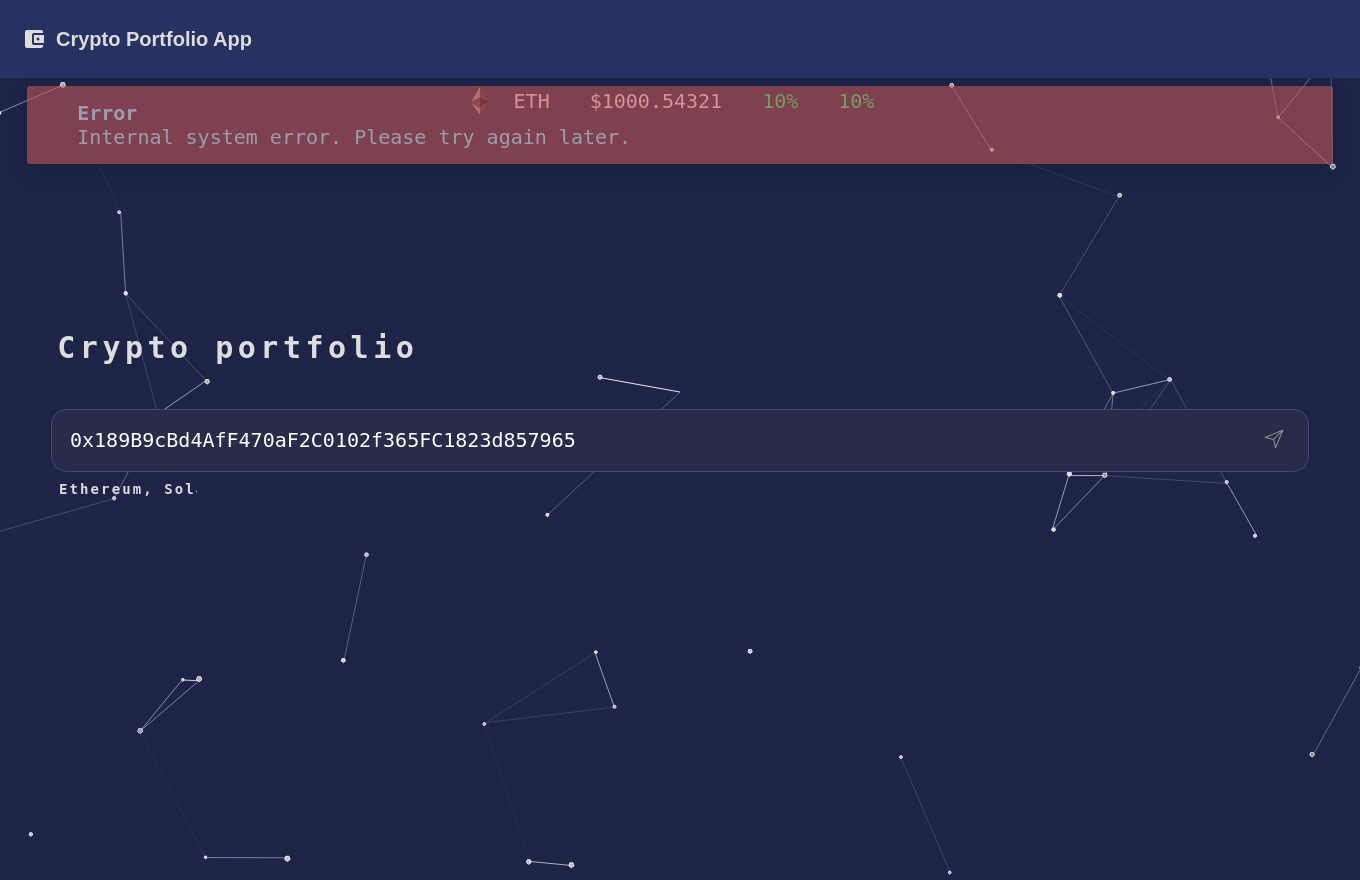 Crypto Portfolio App
ETH $1000.54321 10% 10%
Error
Internal system error. Please try again later.
Crypto portfolio
0x189B9cBd4AfF470aF2C0102f365FC1823d857965
Ethereum, Sol